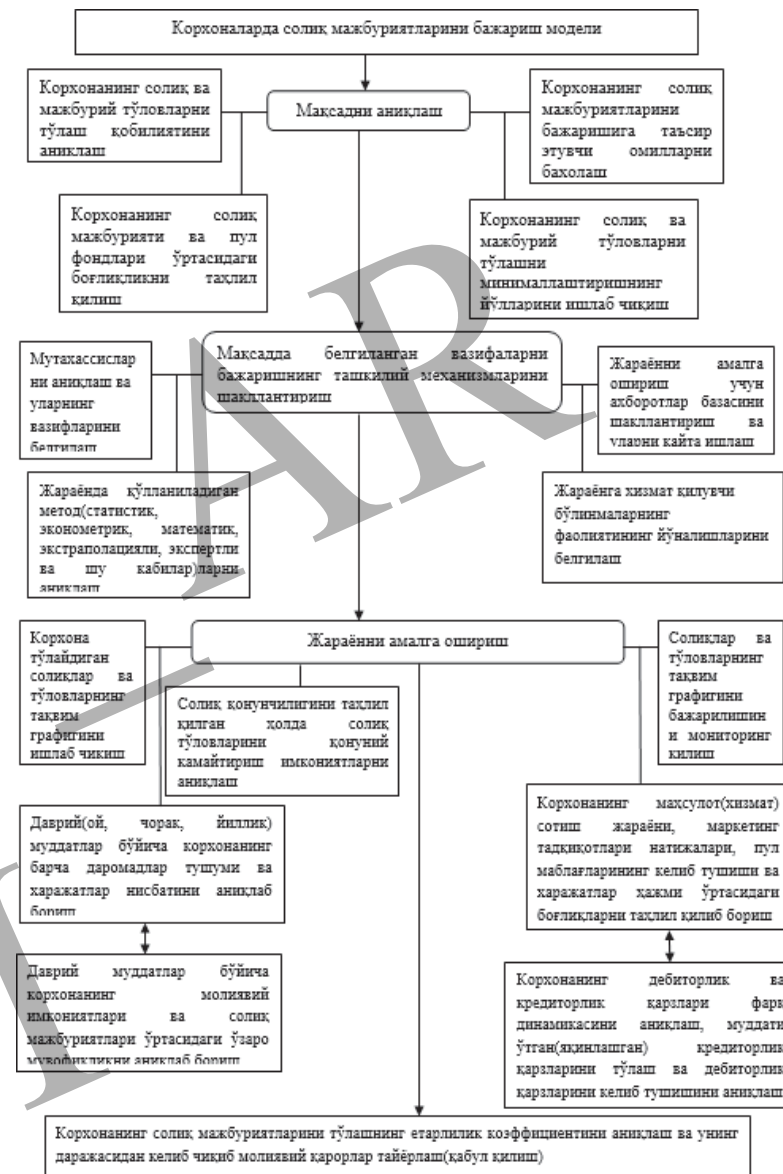 Корхоналарда солиқ мажбуриятларини бажариш модели
Корхонанинг солиқ ва
мажбурий тўловларни
тўлаш қобилиятини
аниқлаш
Мақсадни аниқлаш
Корхонанинг солиқ
мажбуриятларини
бажаришига таъсир
этувчи омилларни
бахолаш
Корхонанинг солиқ
мажбурияти ва пул
фондлари ўртасидаги
боғлиқликни таҳлил
қилиш
Корхонанинг солиқ ва
мажбурий тўловларни
тўлашни
минималлаштиришнинг
йўлларини ишлаб чиқиш
Мутахассислар
ни аниқлаш ва
уларнинг
вазифларини
белгилаш
Мақсадда белгиланган вазифаларни
бажаришнинг ташкилий механизмларини
шакллантириш
Жараённи амалга
ошириш учун
ахборотлар базасини
шакллантириш ва
уларни қайта ишлаш
Жараёнда қўлланиладиган
метод(статистик,
эконометрик, математик,
экстраполацияли, экспертли
ва шу кабилар)ларни
аниқлаш
Жараёнга хизмат қилувчи
бўлинмаларнинг
фаолиятининг йўналишларини
белгилаш
Корхона
тўлайдиган
солиқлар ва
тўловларнинг
тақвим
графигини
ишлаб чиқиш
Жараённи амалга ошириш
Солиқлар ва
тўловларнинг
тақвим
графигини
бажарилишин
и мониторинг
қилиш
Солиқ қонунчилигини таҳлил
қилган ҳолда солиқ
тўловларини қонуний
камайтириш имкониятларни
аниқлаш
Даврий(ой, чорак, йиллик)
муддатлар бўйича корхонанинг
барча даромадлар тушуми ва
харажатлар нисбатини аниқлаб
бориш
Корхонанинг маҳсулот(хизмат)
сотиш жараёни, маркетинг
тадқиқотлари натижалари, пул
маблағларининг келиб тушиши ва
харажатлар ҳажми ўртасидаги
боғлиқларни таҳлил қилиб бориш
Даврий муддатлар бўйича
корхонанинг молиявий
имкониятлари ва солиқ
мажбуриятлари ўртасидаги ўзаро
мувофиқликни аниқлаб бориш
Корхонанинг дебиторлик ва
кредиторлик қарзлари фарқ
динамикасини аниқлаш, муддати
ўтган(яқинлашган) кредиторлик
қарзларини тўлаш ва дебиторлик
қарзларини келиб тушишини аниқлаш
Корхонанинг солиқ мажбуриятларини тўлашнинг етарлилик коэффициентини аниқлаш ва унинг
даражасидан келиб чиқиб молиявий қарорлар тайёрлаш(қабул қилиш)